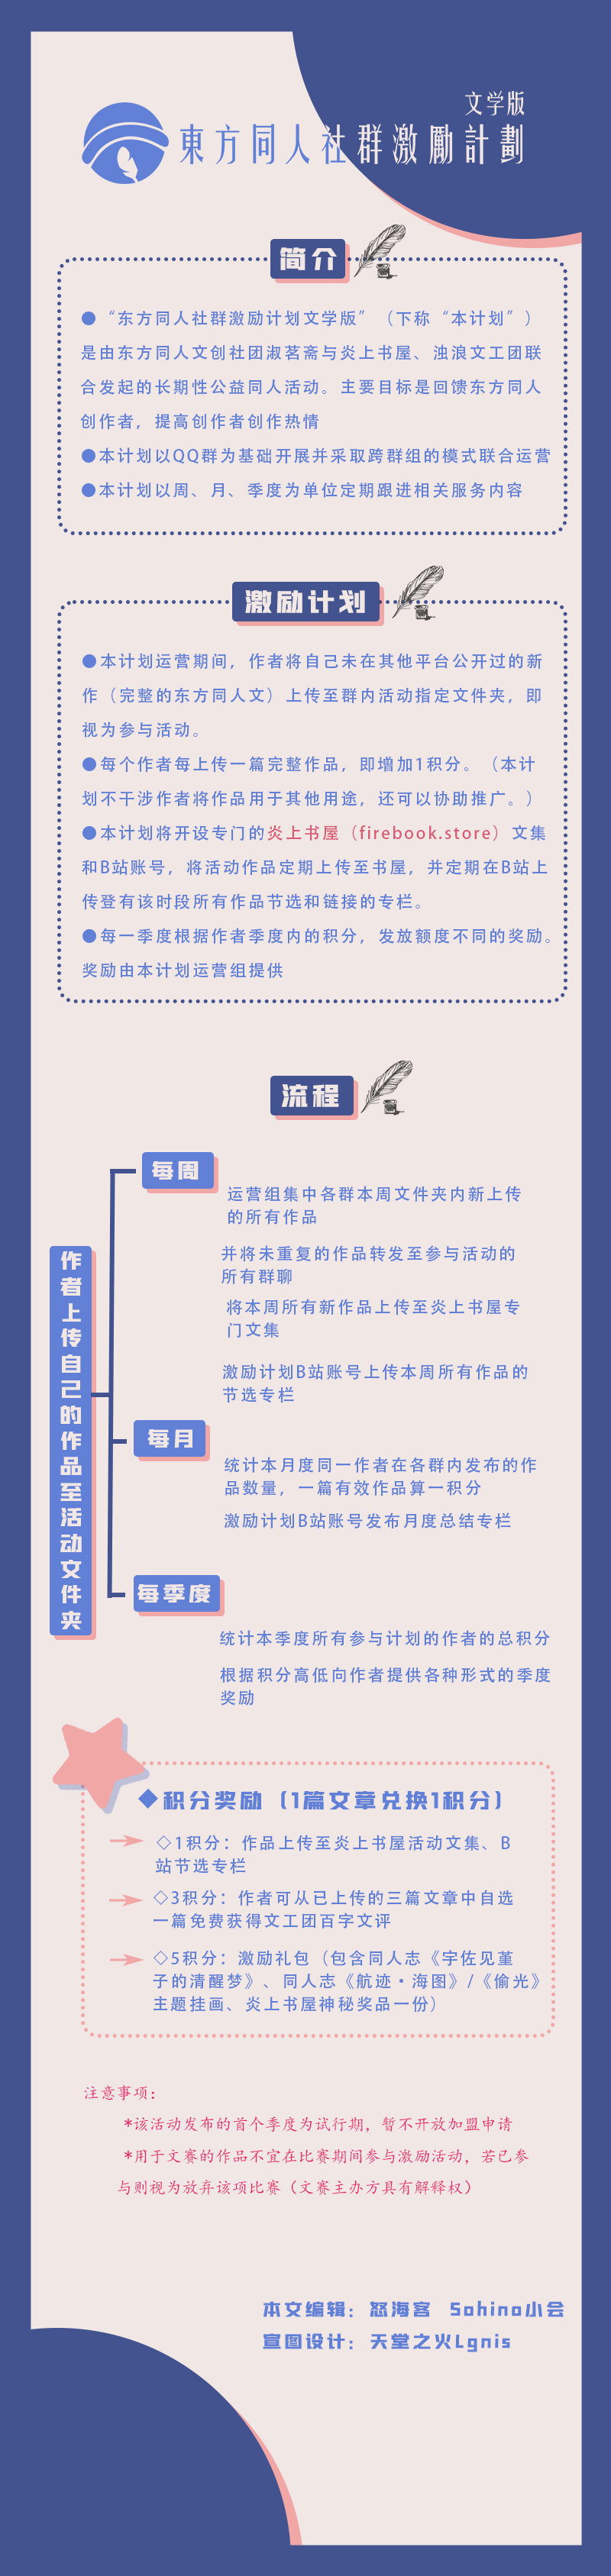 文学版
東方同人社群激勵計劃
简介
●“东方同人社群激励计划文学版”（下称“本计划”）
是由东方同人文创社团淑茗斋与炎上书屋、浊浪文工团联
合发起的长期性公益同人活动。主要目标是回馈东方同人
创作者，提高创作者创作热情
●本计划以QQ群为基础开展并采取跨群组的模式联合运营
●本计划以周、月、季度为单位定期跟进相关服务内容
激励计划
●本计划运营期间，作者将自己未在其他平台公开过的新
作（完整的东方同人文）上传至群内活动指定文件夹，即
视为参与活动。
●每个作者每上传一篇完整作品，即增加1积分。（本计
划不干涉作者将作品用于其他用途，还可以协助推广。）
●本计划将开设专门的炎上书屋（firebook.store）文集
和B站账号，将活动作品定期上传至书屋，并定期在B站上
传登有该时段所有作品节选和链接的专栏。
●每一季度根据作者季度内的积分，发放额度不同的奖励。
奖励由本计划运营组提供
流程
作者上传自己的作品至活动文件夹
每周
运营组集中各群本周文件夹内新上传
的所有作品
并将未重复的作品转发至参与活动的
所有群聊
将本周所有新作品上传至炎上书屋专
门文集
激励计划B站账号上传本周所有作品的
节选专栏
每月
统计本月度同一作者在各群内发布的作
品数量，一篇有效作品算一积分
激励计划B站账号发布月度总结专栏
每季度
统计本季度所有参与计划的作者的总积分
根据积分高低向作者提供各种形式的季度
奖励
◆积分奖励（1篇文章兑换1积分）
◇1积分：作品上传至炎上书屋活动文集、B
站节选专栏
◇3积分：作者可从已上传的三篇文章中自选
一篇免费获得文工团百字文评
◇5积分：激励礼包（包含同人志《宇佐见堇
子的清醒梦》、同人志《航迹·海图》/《偷光》
主题挂画、炎上书屋神秘奖品一份）
注意事项：
*该活动发布的首个季度为试行期，暂不开放加盟申请
*用于文赛的作品不宜在比赛期间参与激励活动，若已参
与则视为放弃该项比赛（文赛主办方具有解释权）
本文编辑：怒海客 Sohino小会
宣图设计：天堂之火Lgnis